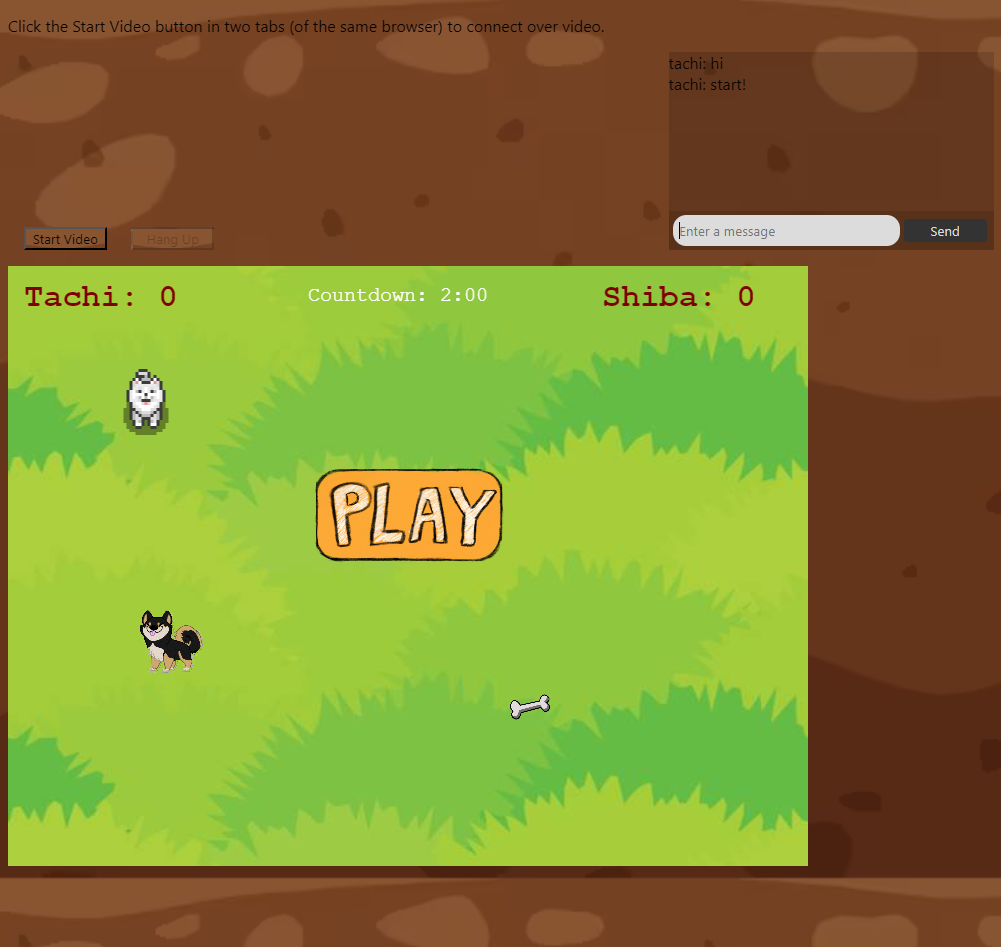 Click the Start Video button in two tabs (of the same browser) to connect over video.
tachi: hi
tachi: start!
Start Video
Hang Up
Enter a message
Send
Tachi: 0
Countdown: 2:00
Shiba: 0
PLAY